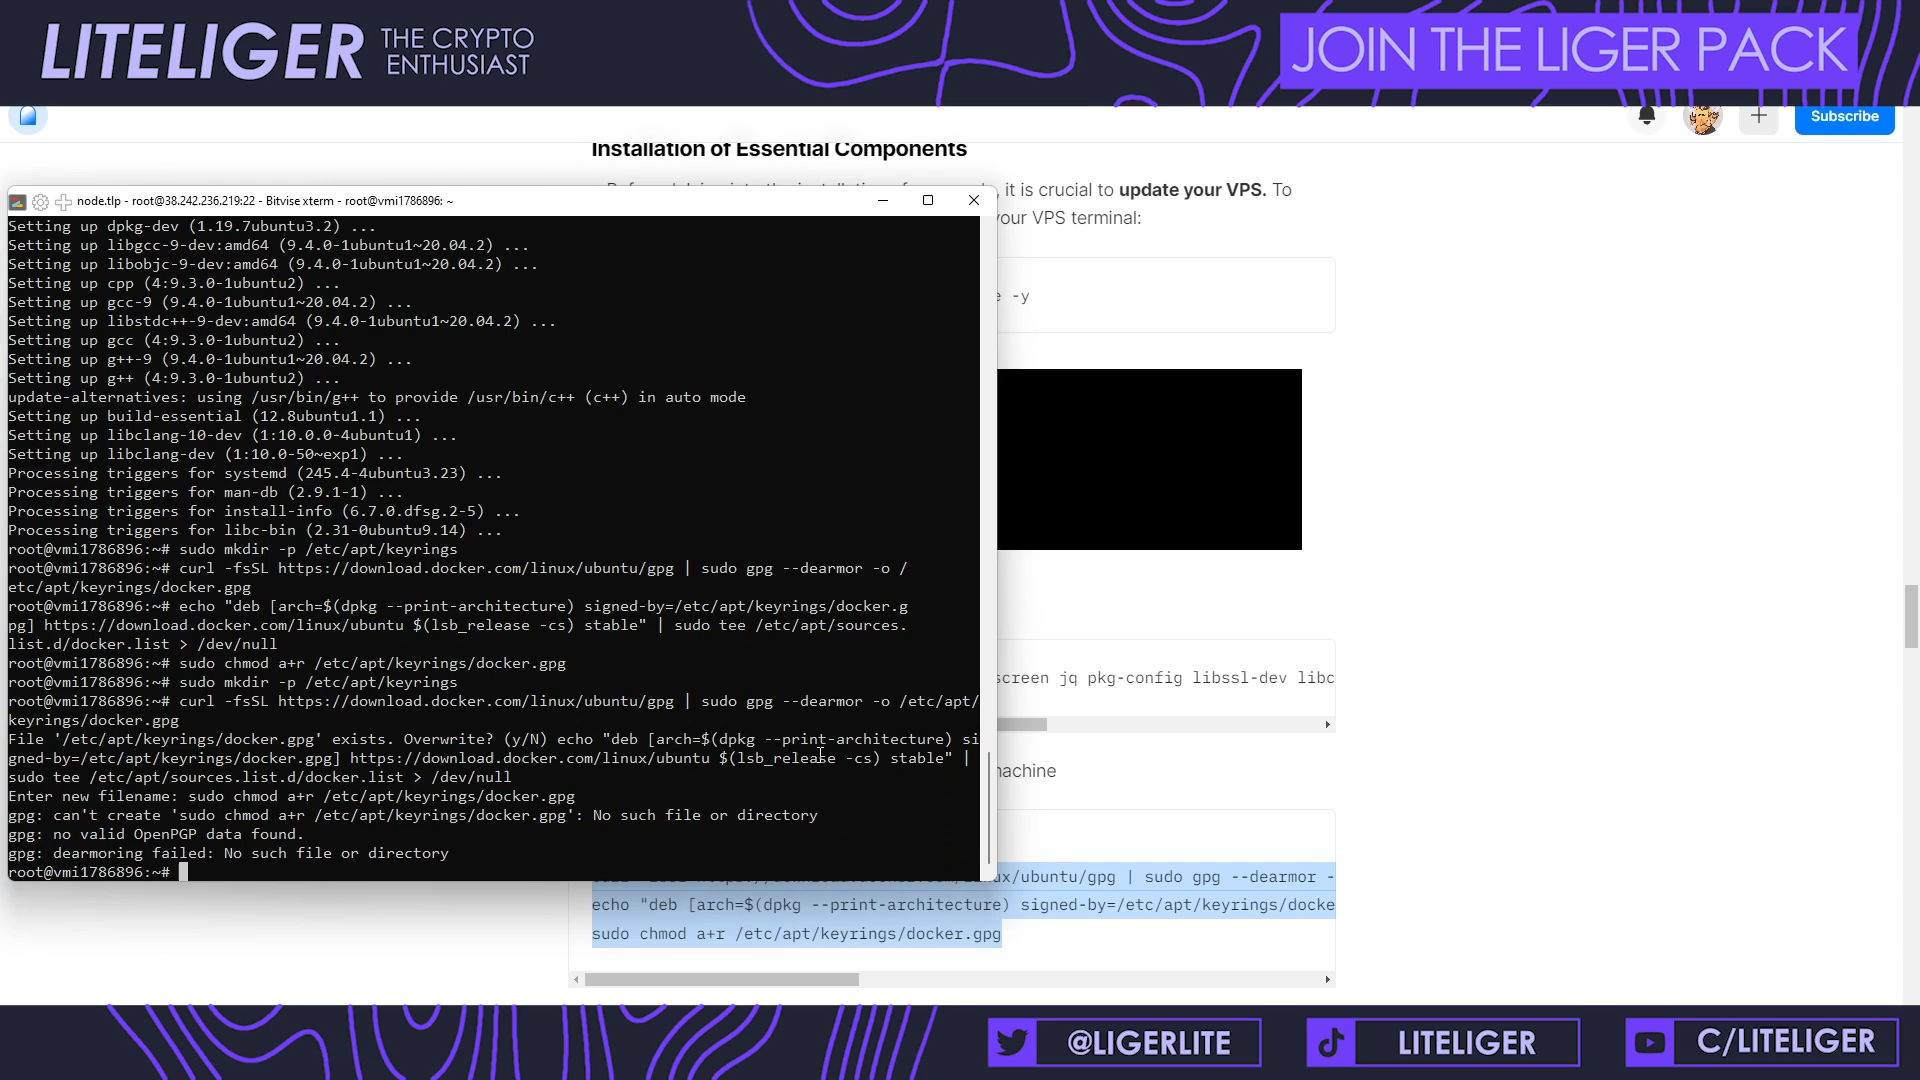 LITELIGER
THE CRYPTO
ENTHUSIAST
JOIN THE LIGER PACK
Subscribe
Installation of Essential Components
it is crucial to update your VPS. To
your VPS terminal:
-y
screen jq pkg-config libssl-dev libc
machine
node.tlp - root@38.242.236.219:22 - Bitvise xterm - root@vmi1786896: ~
Setting up dpkg-dev (1.19.7ubuntu3.2) ...
Setting up libgcc-9-dev:amd64 (9.4.0-1ubuntu1~20.04.2) ...
Setting up libobjc-9-dev:amd64 (9.4.0-1ubuntu1~20.04.2) ...
Setting up cpp (4:9.3.0-1ubuntu2) ...
Setting up gcc-9 (9.4.0-1ubuntu1~20.04.2) ...
Setting up libstdc++-9-dev:amd64 (9.4.0-1ubuntu1~20.04.2) ...
Setting up gcc (4:9.3.0-1ubuntu2) ...
Setting up g++-9 (9.4.0-1ubuntu1~20.04.2) ...
Setting up g++ (4:9.3.0-1ubuntu2) ...
update-alternatives: using /usr/bin/g++ to provide /usr/bin/c++ (c++) in auto mode
Setting up build-essential (12.8ubuntu1.1) ...
Setting up libclang-10-dev (1:10.0.0-4ubuntu1) ...
Setting up libclang-dev (1:10.0-50~exp1) ...
Processing triggers for systemd (245.4-4ubuntu3.23) ...
Processing triggers for man-db (2.9.1-1) ...
Processing triggers for install-info (6.7.0.dfsg.2-5) ...
Processing triggers for libc-bin (2.31-0ubuntu9.14) ...
root@vmi1786896:~# sudo mkdir -p /etc/apt/keyrings
root@vmi1786896:~# curl -fsSL https://download.docker.com/linux/ubuntu/gpg | sudo gpg --dearmor -o /
etc/apt/keyrings/docker.gpg
root@vmi1786896:~# echo "deb [arch=$(dpkg --print-architecture) signed-by=/etc/apt/keyrings/docker.g
pg] https://download.docker.com/linux/ubuntu $(lsb_release -cs) stable" | sudo tee /etc/apt/sources.
list.d/docker.list > /dev/null
root@vmi1786896:~# sudo chmod a+r /etc/apt/keyrings/docker.gpg
root@vmi1786896:~# sudo mkdir -p /etc/apt/keyrings
root@vmi1786896:~# curl -fsSL https://download.docker.com/linux/ubuntu/gpg | sudo gpg --dearmor -o /etc/apt/
keyrings/docker.gpg
File '/etc/apt/keyrings/docker.gpg' exists. Overwrite? (y/N) echo "deb [arch=$(dpkg --print-architecture) si
gned-by=/etc/apt/keyrings/docker.gpg] https://download.docker.com/linux/ubuntu $(lsb_release -cs) stable" |
sudo tee /etc/apt/sources.list.d/docker.list > /dev/null
Enter new filename: sudo chmod a+r /etc/apt/keyrings/docker.gpg
gpg: can't create 'sudo chmod a+r /etc/apt/keyrings/docker.gpg': No such file or directory
gpg: no valid OpenPGP data found.
gpg: dearmoring failed: No such file or directory
root@vmi1786896:~#
ux/ubuntu/gpg | sudo gpg --dearmor -
echo "deb [arch=$(dpkg --print-architecture) signed-by=/etc/apt/keyrings/docke
sudo chmod a+r /etc/apt/keyrings/docker.gpg
@LIGERLITE
LITELIGER
C/LITELIGER